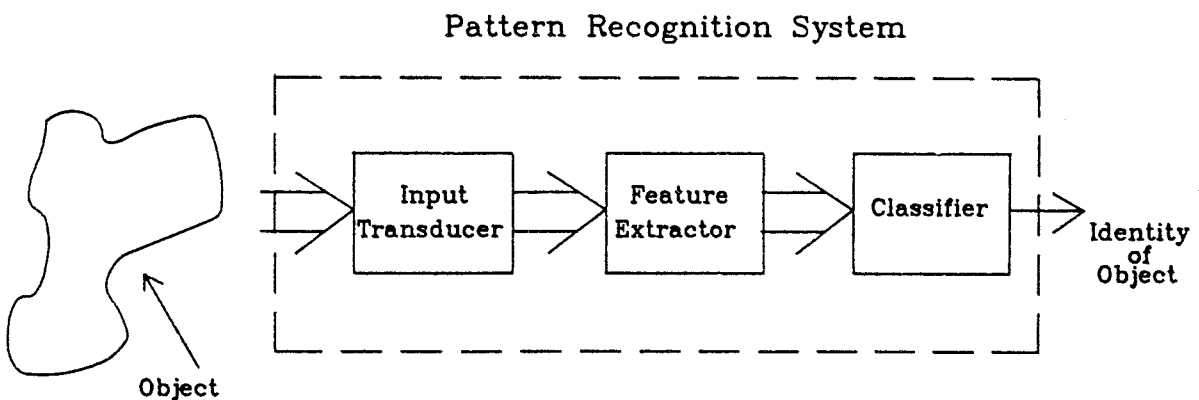 Pattern Recognition System
Input
Transducer
Feature
Extractor
Classifier
Identity
of
Object
Object